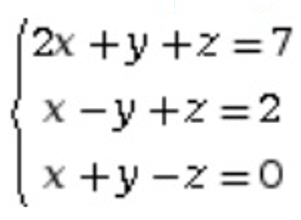 2x + y + z = 7
x − y + z = 2
x + y − z = 0